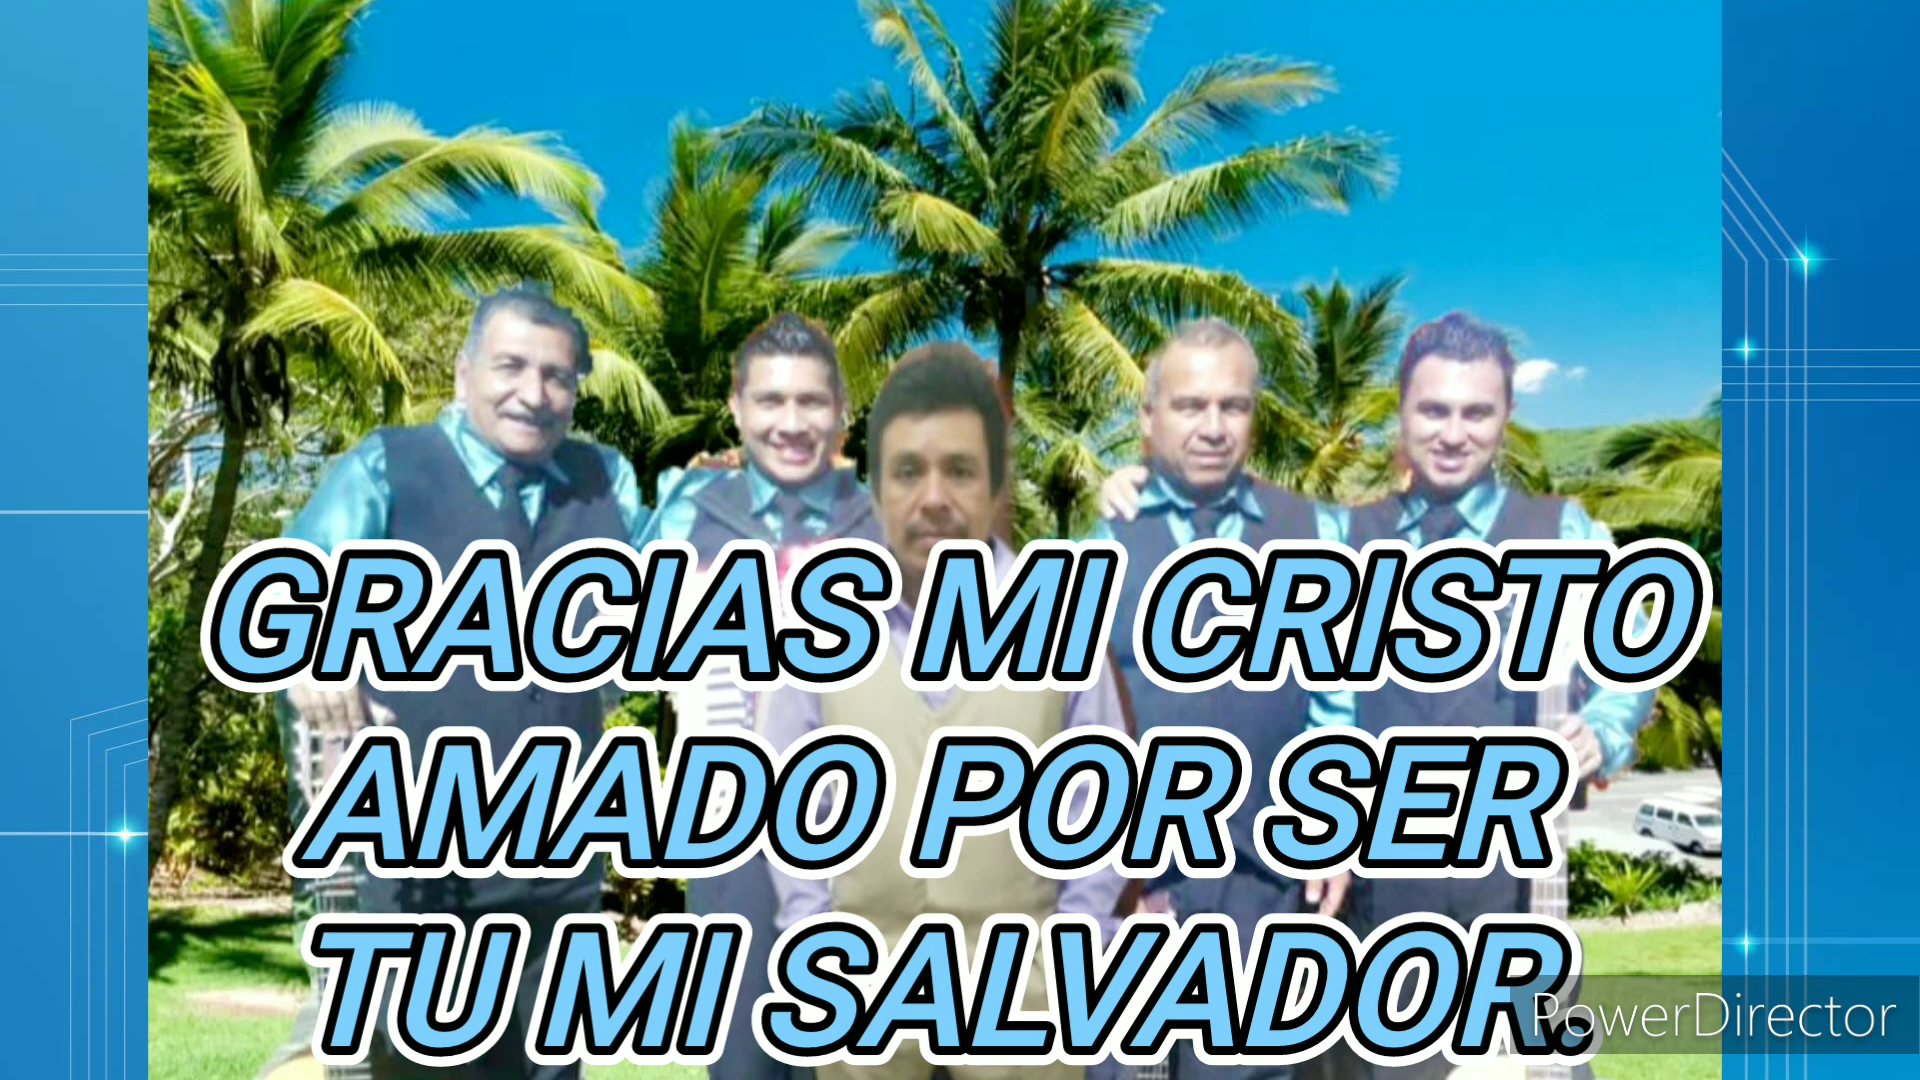 GRACIAS MI CRISTO
AMADO POR SER
TU MI SALVADOR.
PowerDirector